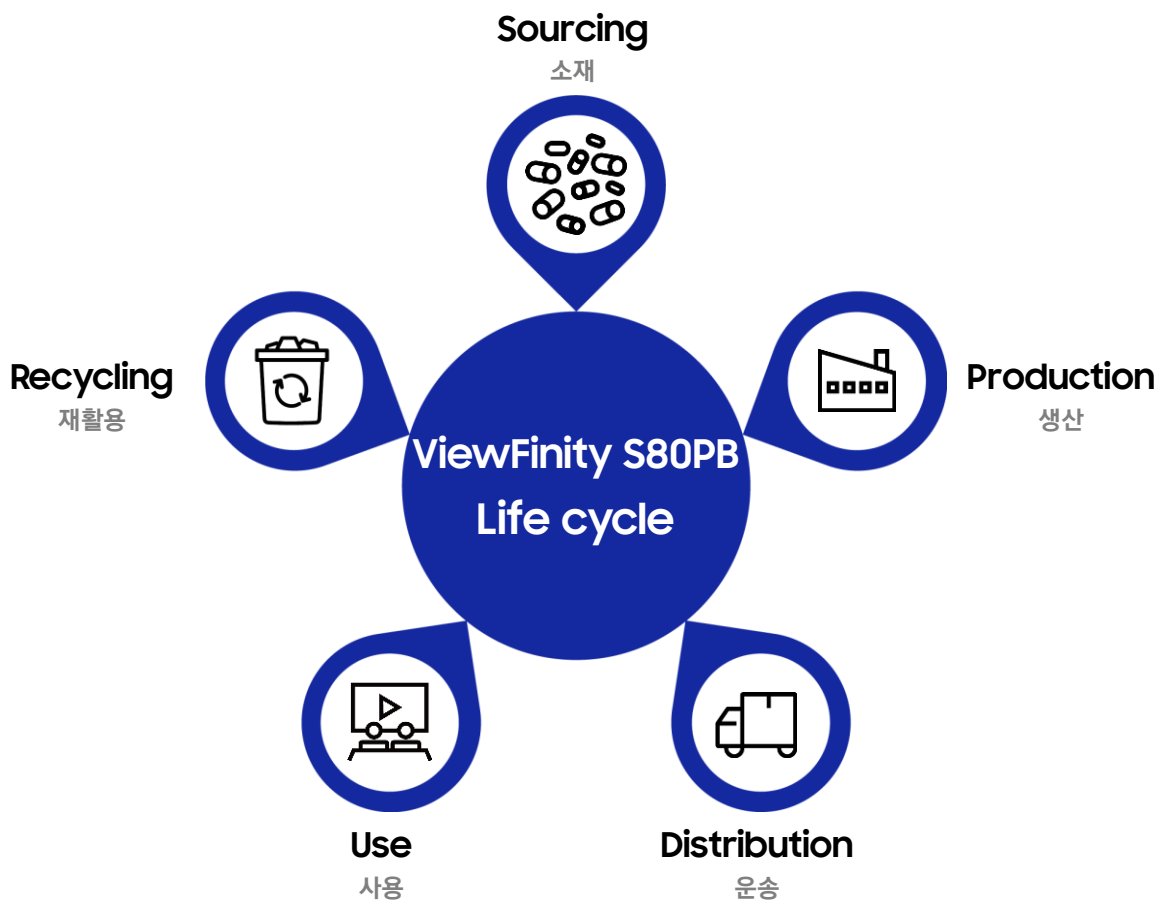 Sourcing
소재
Recycling
재활용
Production
생산
ViewFinity S80PB
Life cycle
Use
사용
Distribution
운송